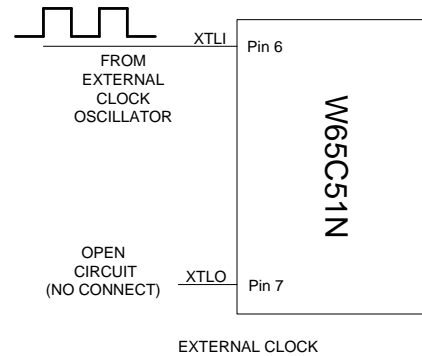 XTLI
Pin 6
FROM
EXTERNAL
CLOCK
OSCILLATOR
W65C51N
OPEN
CIRCUIT
(NO CONNECT)
XTLO
Pin 7
EXTERNAL CLOCK